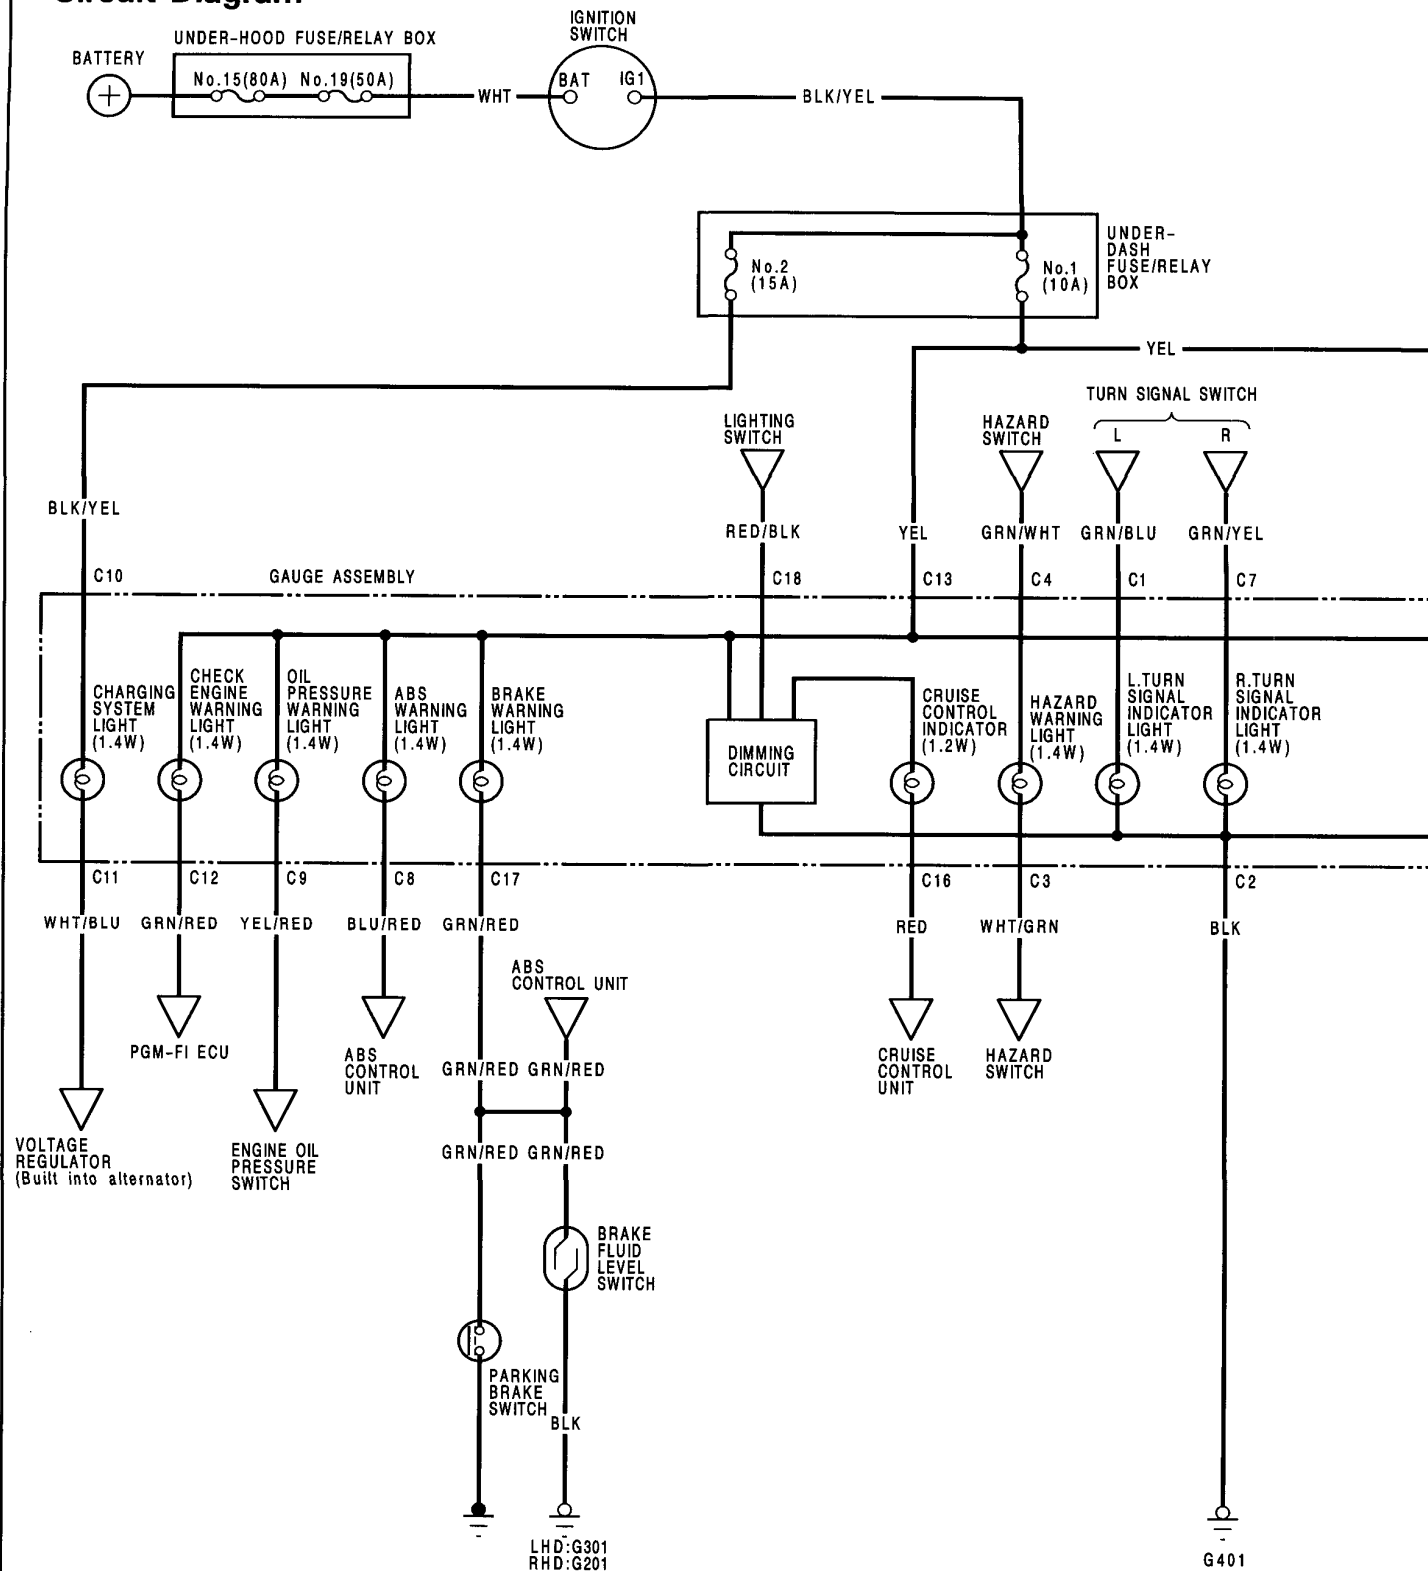 Circuit Diagram
IGNITION
SWITCH
UNDER-HOOD FUSE/RELAY BOX
BATTERY
No.15(80A) No.19(50A)
BAT
IG1
WHT
BLK/YEL
UNDER-
DASH
FUSE/RELAY
BOX
No.2
(15A)
No.1
(10A)
YEL
TURN SIGNAL SWITCH
L
R
LIGHTING
SWITCH
HAZARD
SWITCH
BLK/YEL
RED/BLK
YEL
GRN/WHT
GRN/BLU
GRN/YEL
C10
GAUGE ASSEMBLY
C18
C13
C4
C1
C7
CHARGING
SYSTEM
LIGHT
(1.4W)
CHECK
ENGINE
WARNING
LIGHT
(1.4W)
OIL
PRESSURE
WARNING
LIGHT
(1.4W)
ABS
WARNING
LIGHT
(1.4W)
BRAKE
WARNING
LIGHT
(1.4W)
DIMMING
CIRCUIT
CRUISE
CONTROL
INDICATOR
(1.2W)
HAZARD
WARNING
LIGHT
(1.4W)
L.TURN
SIGNAL
INDICATOR
LIGHT
(1.4W)
R.TURN
SIGNAL
INDICATOR
LIGHT
(1.4W)
C11
C12
C9
C8
C17
C16
C3
C2
WHT/BLU
GRN/RED
YEL/RED
BLU/RED
GRN/RED
RED
WHT/GRN
BLK
ABS
CONTROL UNIT
PGM-FI ECU
ABS
CONTROL
UNIT
GRN/RED
GRN/RED
CRUISE
CONTROL
UNIT
HAZARD
SWITCH
VOLTAGE
REGULATOR
(Built into alternator)
ENGINE OIL
PRESSURE
SWITCH
GRN/RED
GRN/RED
BRAKE
FLUID
LEVEL
SWITCH
PARKING
BRAKE
SWITCH
BLK
LHD:G301
RHD:G201
G401